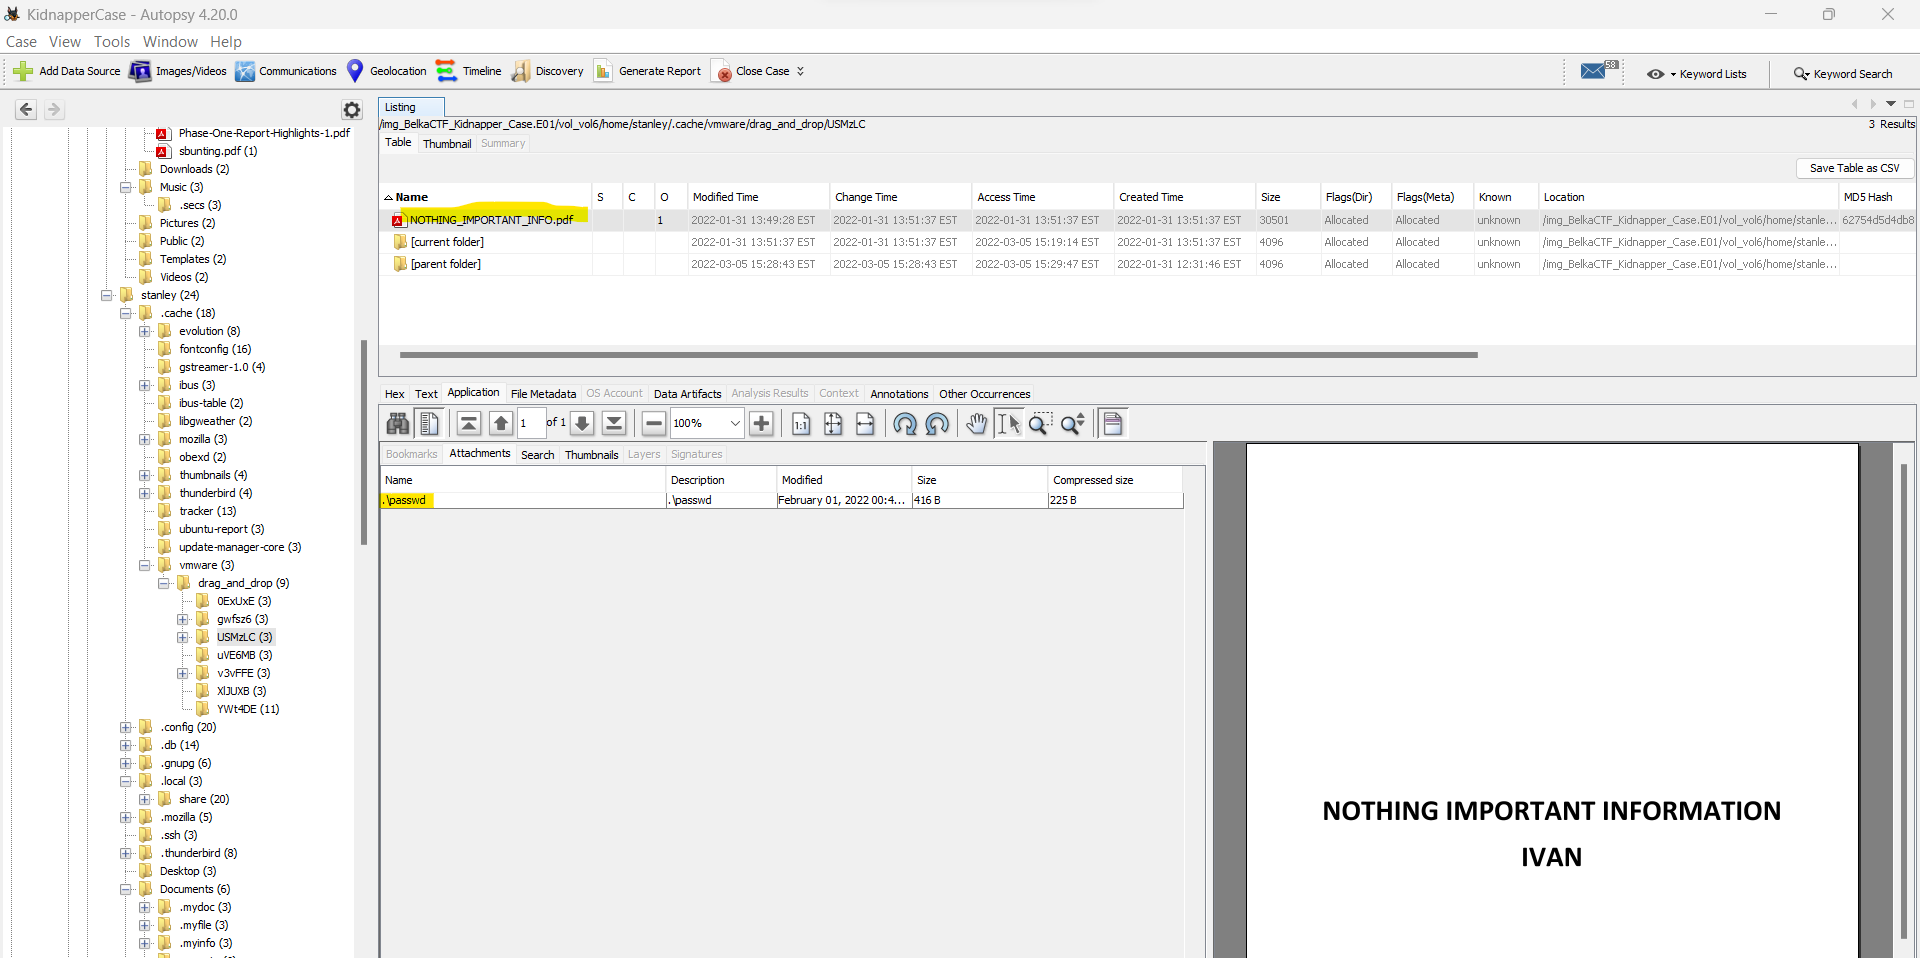 KidnapperCase - Autopsy 4.20.0
Case View Tools Window Help
Add Data Source Images/Videos Communications Geolocation Timeline Discovery Generate Report Close Case 58 Keyword Lists Keyword Search
Listing
/img_BelkaCTF_Kidnapper_Case.E01/vol_vol6/home/stanley/.cache/vmware/drag_and_drop/USMzLC 3 Results
Table Thumbnail Summary
Save Table as CSV
Name S C O Modified Time Change Time Access Time Created Time Size Flags(Dir) Flags(Meta) Known Location MD5 Hash
NOTHING_IMPORTANT_INFO.pdf 1 2022-01-31 13:49:28 EST 2022-01-31 13:51:37 EST 2022-01-31 13:51:37 EST 2022-01-31 13:51:37 EST 30501 Allocated Allocated unknown /img_BelkaCTF_Kidnapper_Case.E01/vol_vol6/home/stanle... 62754d5d4db8
[current folder] 2022-01-31 13:51:37 EST 2022-01-31 13:51:37 EST 2022-03-05 15:19:14 EST 2022-01-31 13:51:37 EST 4096 Allocated Allocated unknown /img_BelkaCTF_Kidnapper_Case.E01/vol_vol6/home/stanle...
[parent folder] 2022-03-05 15:28:43 EST 2022-03-05 15:28:43 EST 2022-03-05 15:29:47 EST 2022-01-31 12:31:46 EST 4096 Allocated Allocated unknown /img_BelkaCTF_Kidnapper_Case.E01/vol_vol6/home/stanle...
Phase-One-Report-Highlights-1.pdf
sbunting.pdf (1)
Downloads (2)
Music (3)
.secs (3)
Pictures (2)
Public (2)
Templates (2)
Videos (2)
stanley (24)
.cache (18)
evolution (8)
fontconfig (16)
gstreamer-1.0 (4)
ibus (3)
ibus-table (2)
libgweather (2)
mozilla (3)
obexd (2)
thumbnails (4)
thunderbird (4)
tracker (13)
ubuntu-report (3)
update-manager-core (3)
vmware (3)
drag_and_drop (9)
0ExUxE (3)
gwfsz6 (3)
USMzLC (3)
uVE6MB (3)
v3vFFE (3)
XlJUXB (3)
YWt4DE (11)
.config (20)
.db (14)
.gnupg (6)
.local (3)
share (20)
.mozilla (5)
.ssh (3)
.thunderbird (8)
Desktop (3)
Documents (6)
.mydoc (3)
.myfile (3)
.myinfo (3)
Hex Text Application File Metadata OS Account Data Artifacts Analysis Results Context Annotations Other Occurrences
1 of 1 100% 1:1
Bookmarks Attachments Search Thumbnails Layers Signatures
Name Description Modified Size Compressed size
.\passwd .\passwd February 01, 2022 00:4... 416 B 225 B
NOTHING IMPORTANT INFORMATION
IVAN